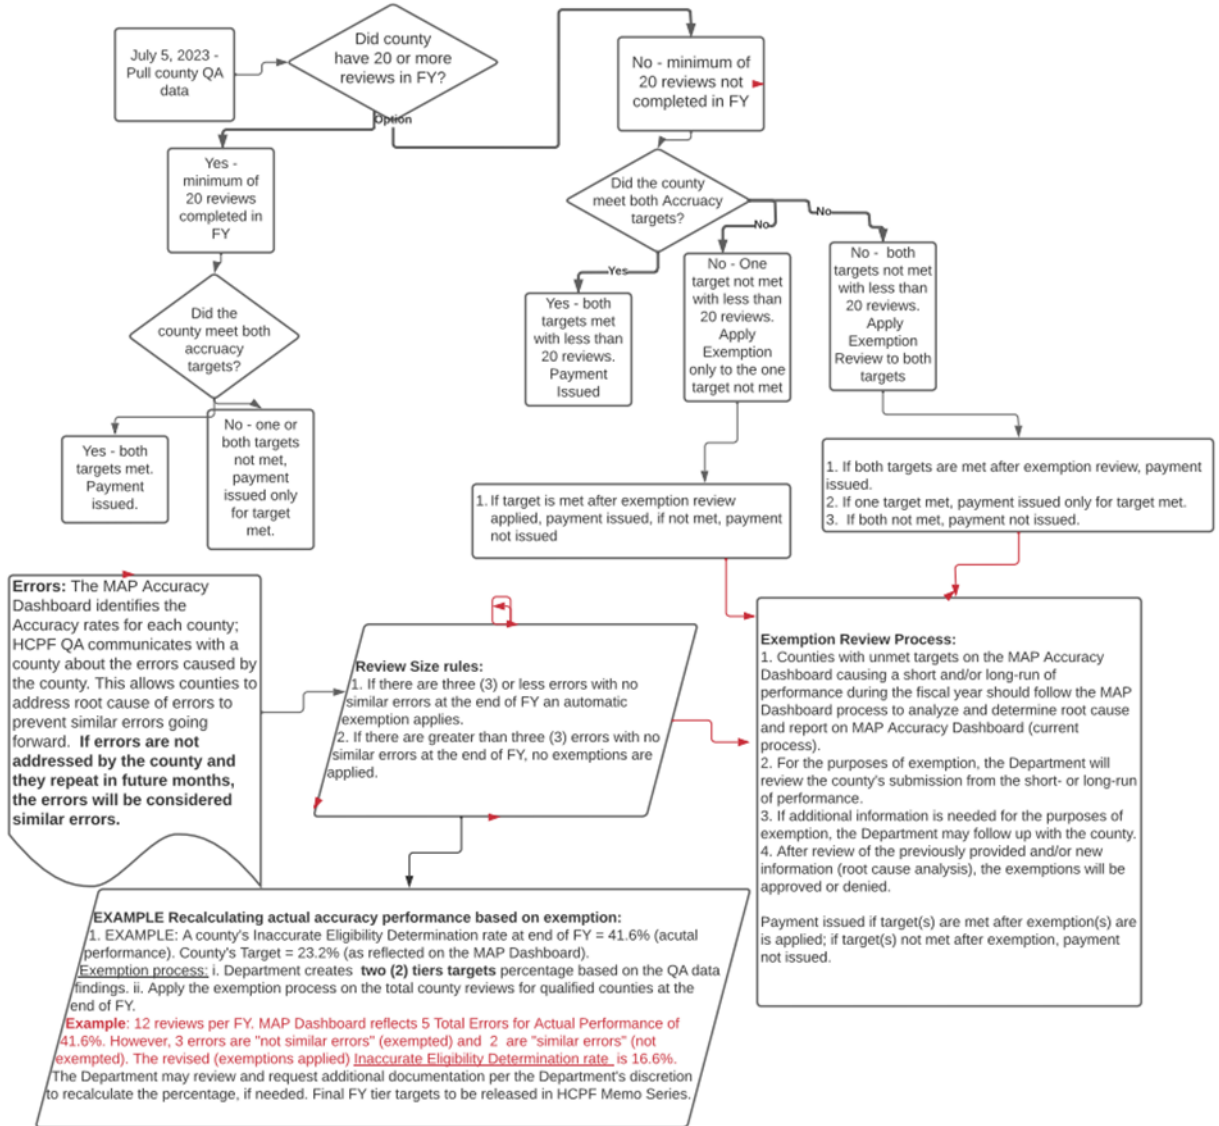 July 5, 2023 -
Pull county QA
data
Did county
have 20 or more
reviews in FY?
Option
No - minimum of
20 reviews not
completed in FY
Yes -
minimum of
20 reviews
completed in
FY
Did the county
meet both Accruacy
targets?
No
No
Yes
Yes - both
targets met
with less than
20 reviews.
Payment
Issued
No - One
target not met
with less than
20 reviews.
Apply
Exemption
only to the one
target not met
No - both
targets not met
with less than
20 reviews.
Apply
Exemption
Review to both
targets
Did the
county meet both
accruacy
targets?
Yes - both
targets met.
Payment
issued.
No - one or
both targets
not met,
payment
issued only
for target
met.
1. If target is met after exemption review
applied, payment issued, if not met, payment
not issued
1. If both targets are met after exemption review, payment
issued.
2. If one target met, payment issued only for target met.
3. If both not met, payment not issued.
Errors: The MAP Accuracy
Dashboard identifies the
Accuracy rates for each county;
HCPF QA communicates with a
county about the errors caused by
the county. This allows counties to
address root cause of errors to
prevent similar errors going
forward. If errors are not
addressed by the county and
they repeat in future months,
the errors will be considered
similar errors.
Review Size rules:
1. If there are three (3) or less errors with no
similar errors at the end of FY an automatic
exemption applies.
2. If there are greater than three (3) errors with no
similar errors at the end of FY, no exemptions are
applied.
Exemption Review Process:
1. Counties with unmet targets on the MAP Accuracy
Dashboard causing a short and/or long-run of
performance during the fiscal year should follow the MAP
Dashboard process to analyze and determine root cause
and report on MAP Accuracy Dashboard (current
process).
2. For the purposes of exemption, the Department will
review the county's submission from the short- or long-run
of performance.
3. If additional information is needed for the purposes of
exemption, the Department may follow up with the county.
4. After review of the previously provided and/or new
information (root cause analysis), the exemptions will be
approved or denied.
Payment issued if target(s) are met after exemption(s) are
is applied; if target(s) not met after exemption, payment
not issued.
EXAMPLE Recalculating actual accuracy performance based on exemption:
1. EXAMPLE: A county's Inaccurate Eligibility Determination rate at end of FY = 41.6% (acutal
performance). County's Target = 23.2% (as reflected on the MAP Dashboard).
Exemption process: i. Department creates two (2) tiers targets percentage based on the QA data
findings. ii. Apply the exemption process on the total county reviews for qualified counties at the
end of FY.
Example: 12 reviews per FY. MAP Dashboard reflects 5 Total Errors for Actual Performance of
41.6%. However, 3 errors are "not similar errors" (exempted) and 2 are "similar errors" (not
exempted). The revised (exemptions applied) Inaccurate Eligibility Determination rate is 16.6%.
The Department may review and request additional documentation per the Department's discretion
to recalculate the percentage, if needed. Final FY tier targets to be released in HCPF Memo Series.